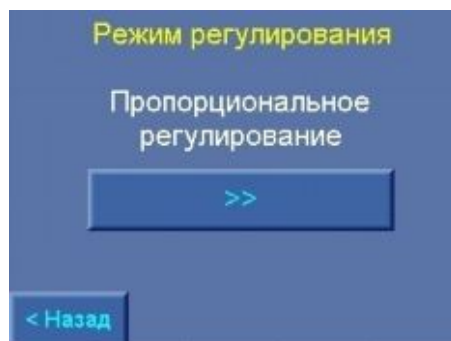 Режим регулирования
Пропорциональное
регулирование
>>
< Назад